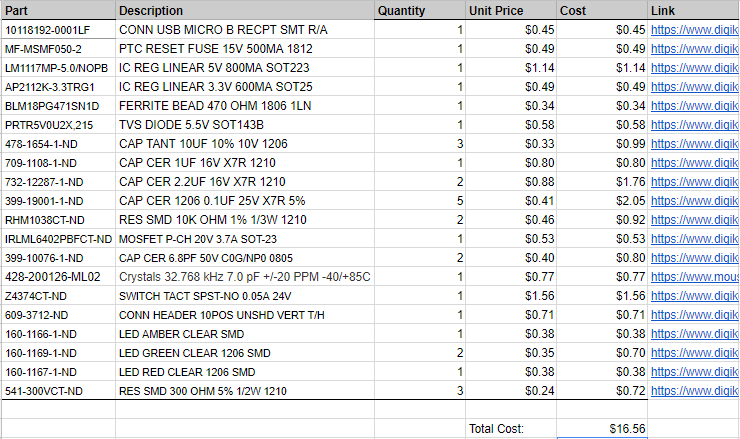 Part Description Quantity Unit Price Cost Link
10118192-0001LF CONN USB MICRO B RECPT SMT R/A 1 $0.45 $0.45 https://www.digik
MF-MSMF050-2 PTC RESET FUSE 15V 500MA 1812 1 $0.49 $0.49 https://www.digik
LM1117MP-5.0/NOPB IC REG LINEAR 5V 800MA SOT223 1 $1.14 $1.14 https://www.digik
AP2112K-3.3TRG1 IC REG LINEAR 3.3V 600MA SOT25 1 $0.49 $0.49 https://www.digik
BLM18PG471SN1D FERRITE BEAD 470 OHM 1806 1LN 1 $0.34 $0.34 https://www.digik
PRTR5V0U2X,215 TVS DIODE 5.5V SOT143B 1 $0.58 $0.58 https://www.digik
478-1654-1-ND CAP TANT 10UF 10% 10V 1206 3 $0.33 $0.99 https://www.digik
709-1108-1-ND CAP CER 1UF 16V X7R 1210 1 $0.80 $0.80 https://www.digik
732-12287-1-ND CAP CER 2.2UF 16V X7R 1210 2 $0.88 $1.76 https://www.digik
399-19001-1-ND CAP CER 1206 0.1UF 25V X7R 5% 5 $0.41 $2.05 https://www.digik
RHM1038CT-ND RES SMD 10K OHM 1% 1/3W 1210 2 $0.46 $0.92 https://www.digik
IRLML6402PBFCT-ND MOSFET P-CH 20V 3.7A SOT-23 1 $0.53 $0.53 https://www.digik
399-10076-1-ND CAP CER 6.8PF 50V C0G/NP0 0805 2 $0.40 $0.80 https://www.digik
428-200126-ML02 Crystals 32.768 kHz 7.0 pF +/-20 PPM -40/+85C 1 $0.77 $0.77 https://www.mous
Z4374CT-ND SWITCH TACT SPST-NO 0.05A 24V 1 $1.56 $1.56 https://www.digik
609-3712-ND CONN HEADER 10POS UNSHD VERT T/H 1 $0.71 $0.71 https://www.digik
160-1166-1-ND LED AMBER CLEAR SMD 1 $0.38 $0.38 https://www.digik
160-1169-1-ND LED GREEN CLEAR 1206 SMD 2 $0.35 $0.70 https://www.digik
160-1167-1-ND LED RED CLEAR 1206 SMD 1 $0.38 $0.38 https://www.digik
541-300VCT-ND RES SMD 300 OHM 5% 1/2W 1210 3 $0.24 $0.72 https://www.digik
Total Cost: $16.56